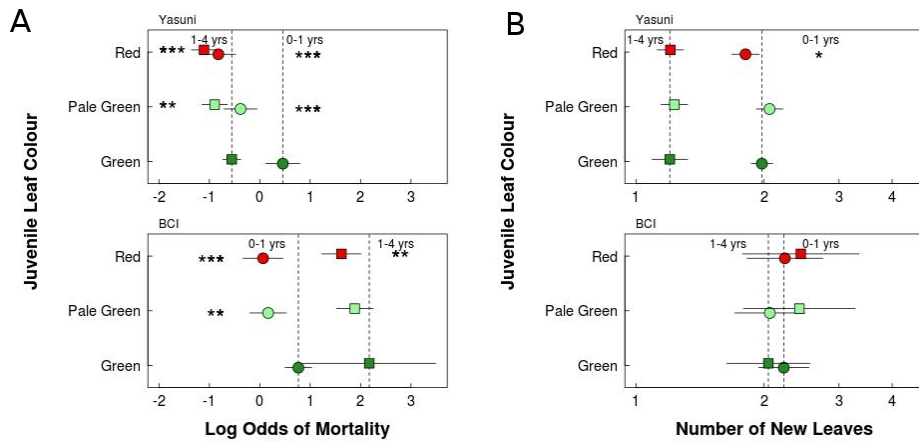 A
Yasuni
1-4 yrs
0-1 yrs
Red
***
***
Pale Green
**
***
Green
-2 -1 0 1 2 3
BCI
0-1 yrs
1-4 yrs
Red
***
**
Pale Green
**
Green
-2 -1 0 1 2 3
Log Odds of Mortality
Juvenile Leaf Colour
B
Yasuni
1-4 yrs
0-1 yrs
Red
*
Pale Green
Green
1 2 3 4
BCI
1-4 yrs
0-1 yrs
Red
Pale Green
Green
1 2 3 4
Number of New Leaves
Juvenile Leaf Colour